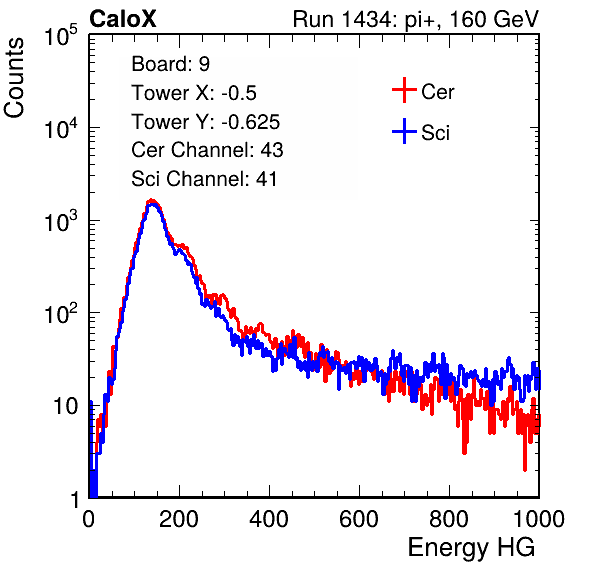 CaloX Run 1434: pi+, 160 GeV
Counts
Board: 9
Tower X: -0.5
Tower Y: -0.625
Cer Channel: 43
Sci Channel: 41
Cer
Sci
10^5
10^4
10^3
10^2
10
1
0 200 400 600 800 1000
Energy HG